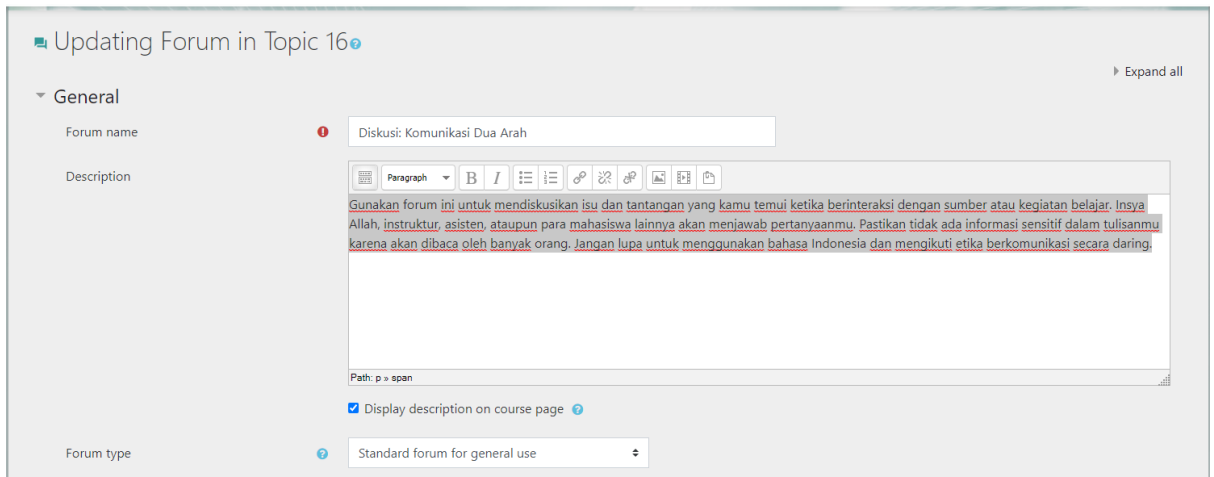 Updating Forum in Topic 16
Expand all
General
Forum name
Diskusi: Komunikasi Dua Arah
Description
Paragraph B I
Gunakan forum ini untuk mendiskusikan isu dan tantangan yang kamu temui ketika berinteraksi dengan sumber atau kegiatan belajar. Insya
Allah, instruktur, asisten, ataupun para mahasiswa lainnya akan menjawab pertanyaanmu. Pastikan tidak ada informasi sensitif dalam tulisanmu
karena akan dibaca oleh banyak orang. Jangan lupa untuk menggunakan bahasa Indonesia dan mengikuti etika berkomunikasi secara daring.
Path: p » span
Display description on course page
Forum type
Standard forum for general use